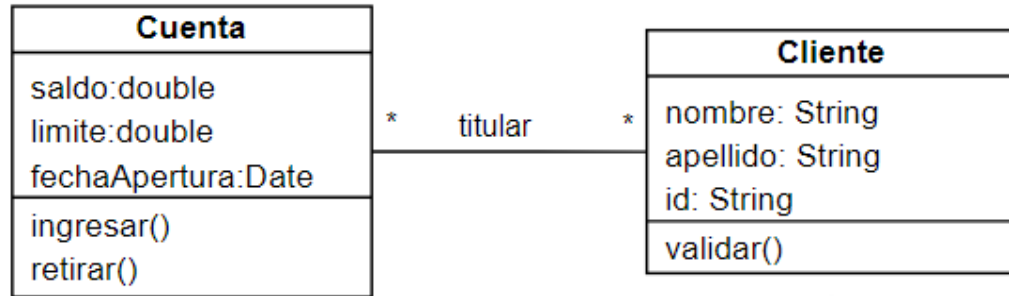 Cuenta
saldo:double
limite:double
fechaApertura:Date
ingresar()
retirar()
* titular *
Cliente
nombre: String
apellido: String
id: String
validar()